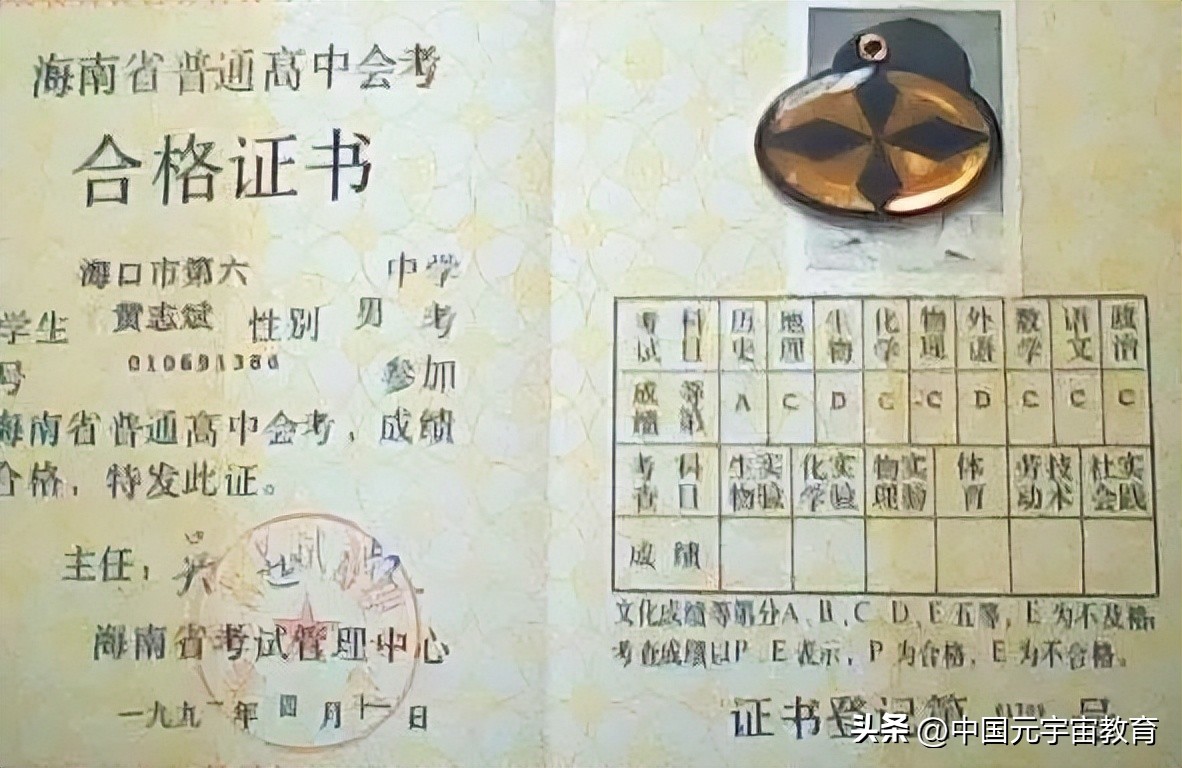 海南省普通高中会考
合格证书
海口市第六 中学
学生 黄志斌 性别 男 考
号 参加
海南省普通高中会考，成绩
合格，特发此证。
主任：
海南省考试管理中心
一九九 年 四 月 十一 日
考试科目 历史 地理 生物 化学 物理 外语 数学 语文 政治
成绩等第 A C D C C D C C C
考查科目 生物实验 化学实验 物理实验 体育 劳动技术 社会实践
成绩
文化成绩等第分A、B、C、D、E五等，E为不及格，
考查成绩以P、E表示，P为合格，E为不合格。
证书登记第 号
头条 @中国元宇宙教育